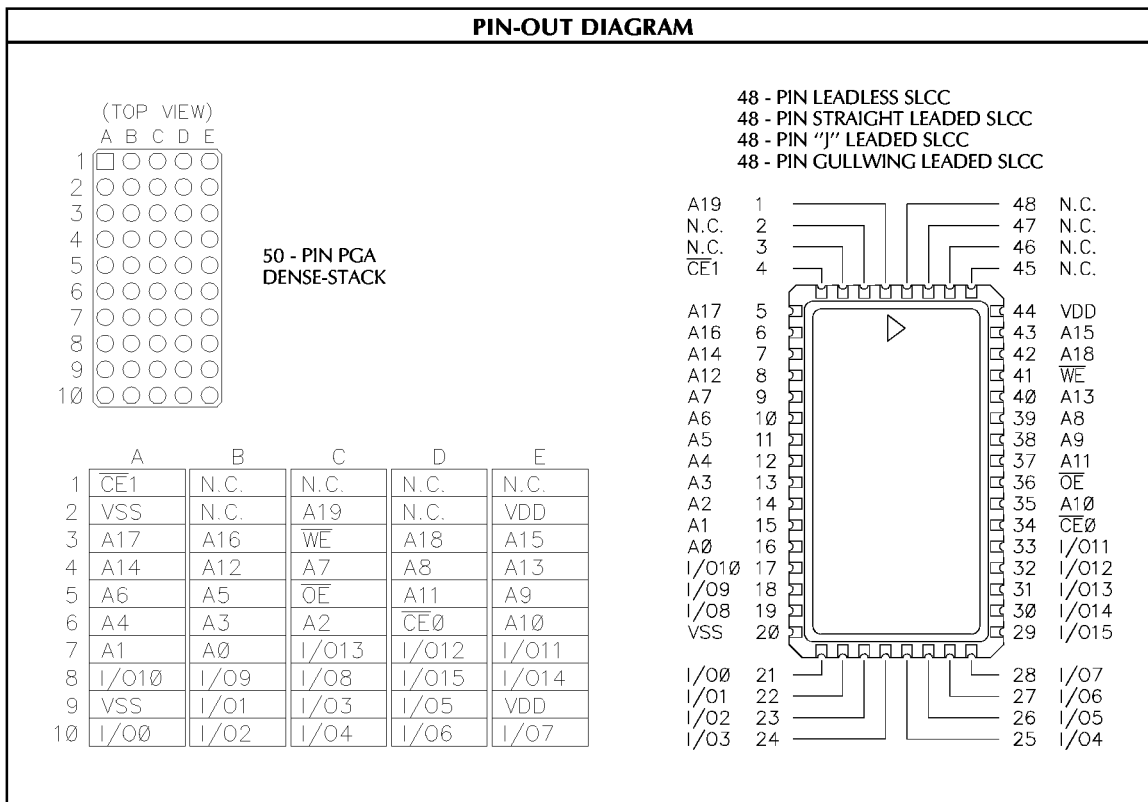 PIN-OUT DIAGRAM
(TOP VIEW)
A B C D E
1
2
3
4
5
6
7
8
9
10
50 - PIN PGA
DENSE-STACK
A B C D E
1 C̅E̅1 N.C. N.C. N.C. N.C.
2 VSS N.C. A19 N.C. VDD
3 A17 A16 W̅E̅ A18 A15
4 A14 A12 A7 A8 A13
5 A6 A5 O̅E̅ A11 A9
6 A4 A3 A2 C̅E̅0 A10
7 A1 A0 I/O13 I/O12 I/O11
8 I/O10 I/O9 I/O8 I/O15 I/O14
9 VSS I/O1 I/O3 I/O5 VDD
10 I/O0 I/O2 I/O4 I/O6 I/O7
48 - PIN LEADLESS SLCC
48 - PIN STRAIGHT LEADED SLCC
48 - PIN "J" LEADED SLCC
48 - PIN GULLWING LEADED SLCC
A19 1 48 N.C.
N.C. 2 47 N.C.
N.C. 3 46 N.C.
C̅E̅1 4 45 N.C.
A17 5 44 VDD
A16 6 43 A15
A14 7 42 A18
A12 8 41 W̅E̅
A7 9 40 A13
A6 10 39 A8
A5 11 38 A9
A4 12 37 A11
A3 13 36 O̅E̅
A2 14 35 A10
A1 15 34 C̅E̅0
A0 16 33 I/O11
I/O10 17 32 I/O12
I/O9 18 31 I/O13
I/O8 19 30 I/O14
VSS 20 29 I/O15
I/O0 21 28 I/O7
I/O1 22 27 I/O6
I/O2 23 26 I/O5
I/O3 24 25 I/O4